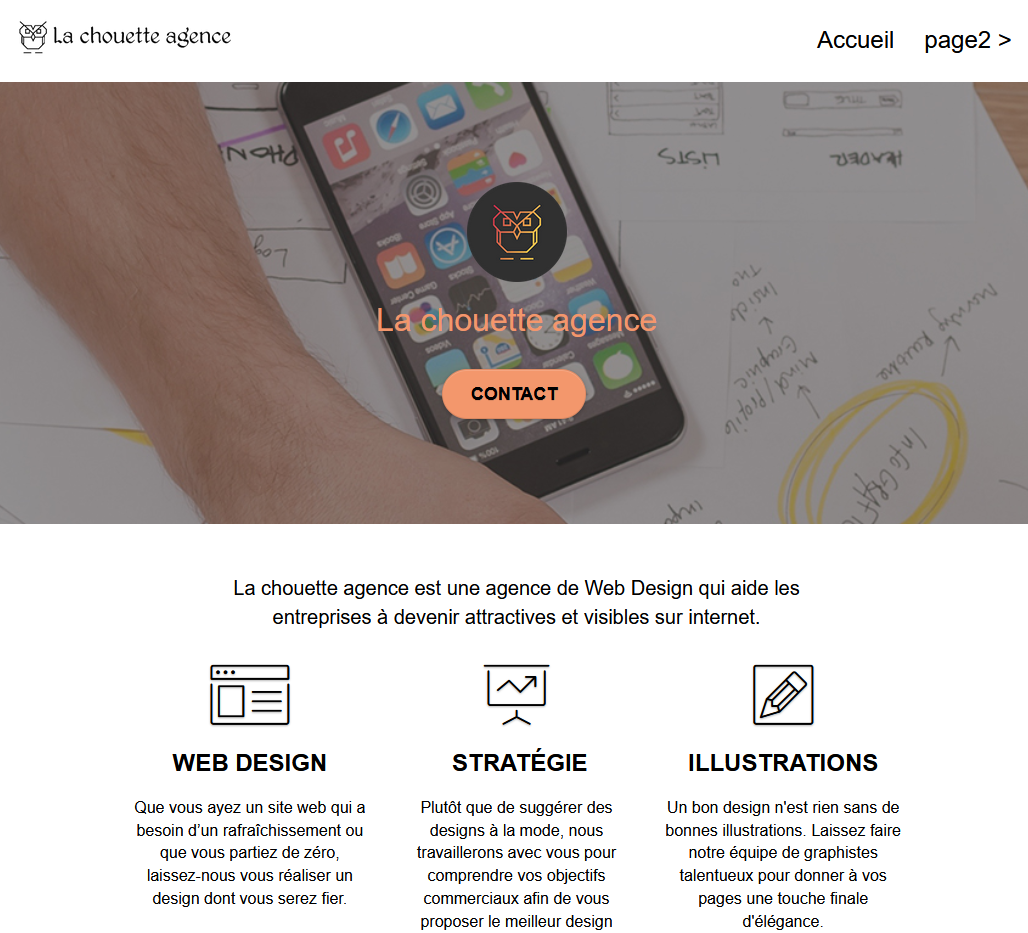 La chouette agence
Accueil page2 >
HEADER
LISTS
La chouette agence
CONTACT
La chouette agence est une agence de Web Design qui aide les
entreprises à devenir attractives et visibles sur internet.
WEB DESIGN
Que vous ayez un site web qui a
besoin d’un rafraîchissement ou
que vous partiez de zéro,
laissez-nous vous réaliser un
design dont vous serez fier.
STRATÉGIE
Plutôt que de suggérer des
designs à la mode, nous
travaillerons avec vous pour
comprendre vos objectifs
commerciaux afin de vous
proposer le meilleur design
ILLUSTRATIONS
Un bon design n'est rien sans de
bonnes illustrations. Laissez faire
notre équipe de graphistes
talentueux pour donner à vos
pages une touche finale
d'élégance.